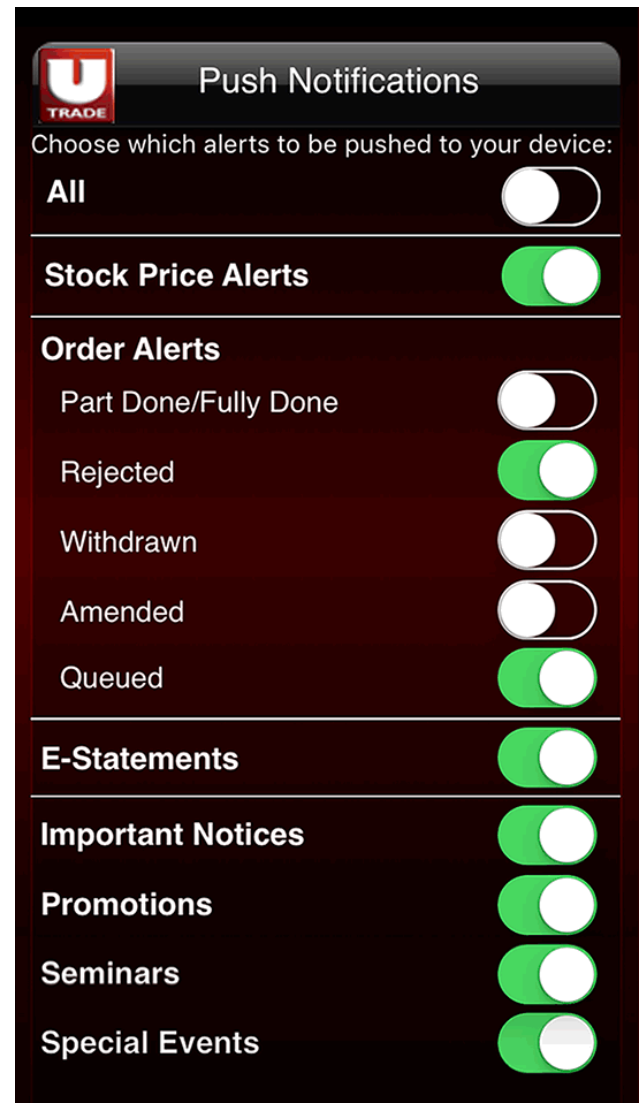 U
TRADE
Push Notifications
Choose which alerts to be pushed to your device:
All
Stock Price Alerts
Order Alerts
Part Done/Fully Done
Rejected
Withdrawn
Amended
Queued
E-Statements
Important Notices
Promotions
Seminars
Special Events